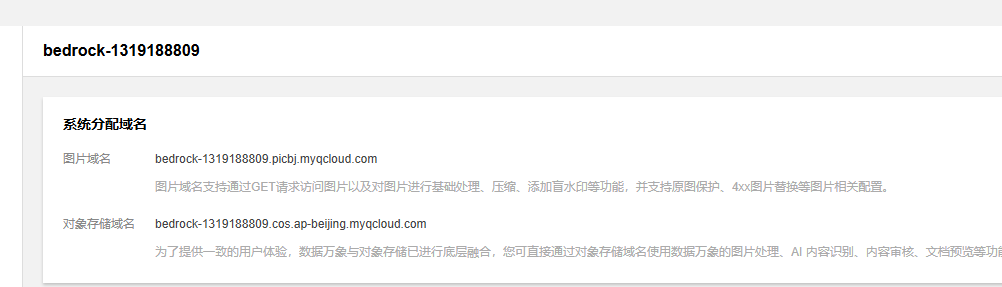 bedrock-1319188809
系统分配域名
图片域名 bedrock-1319188809.picbj.myqcloud.com
图片域名支持通过GET请求访问图片以及对图片进行基础处理、压缩、添加盲水印等功能，并支持原图保护、4xx图片替换等图片相关配置。
对象存储域名 bedrock-1319188809.cos.ap-beijing.myqcloud.com
为了提供一致的用户体验，数据万象与对象存储已进行底层融合，您可直接通过对象存储域名使用数据万象的图片处理、AI 内容识别、内容审核、文档预览等功能